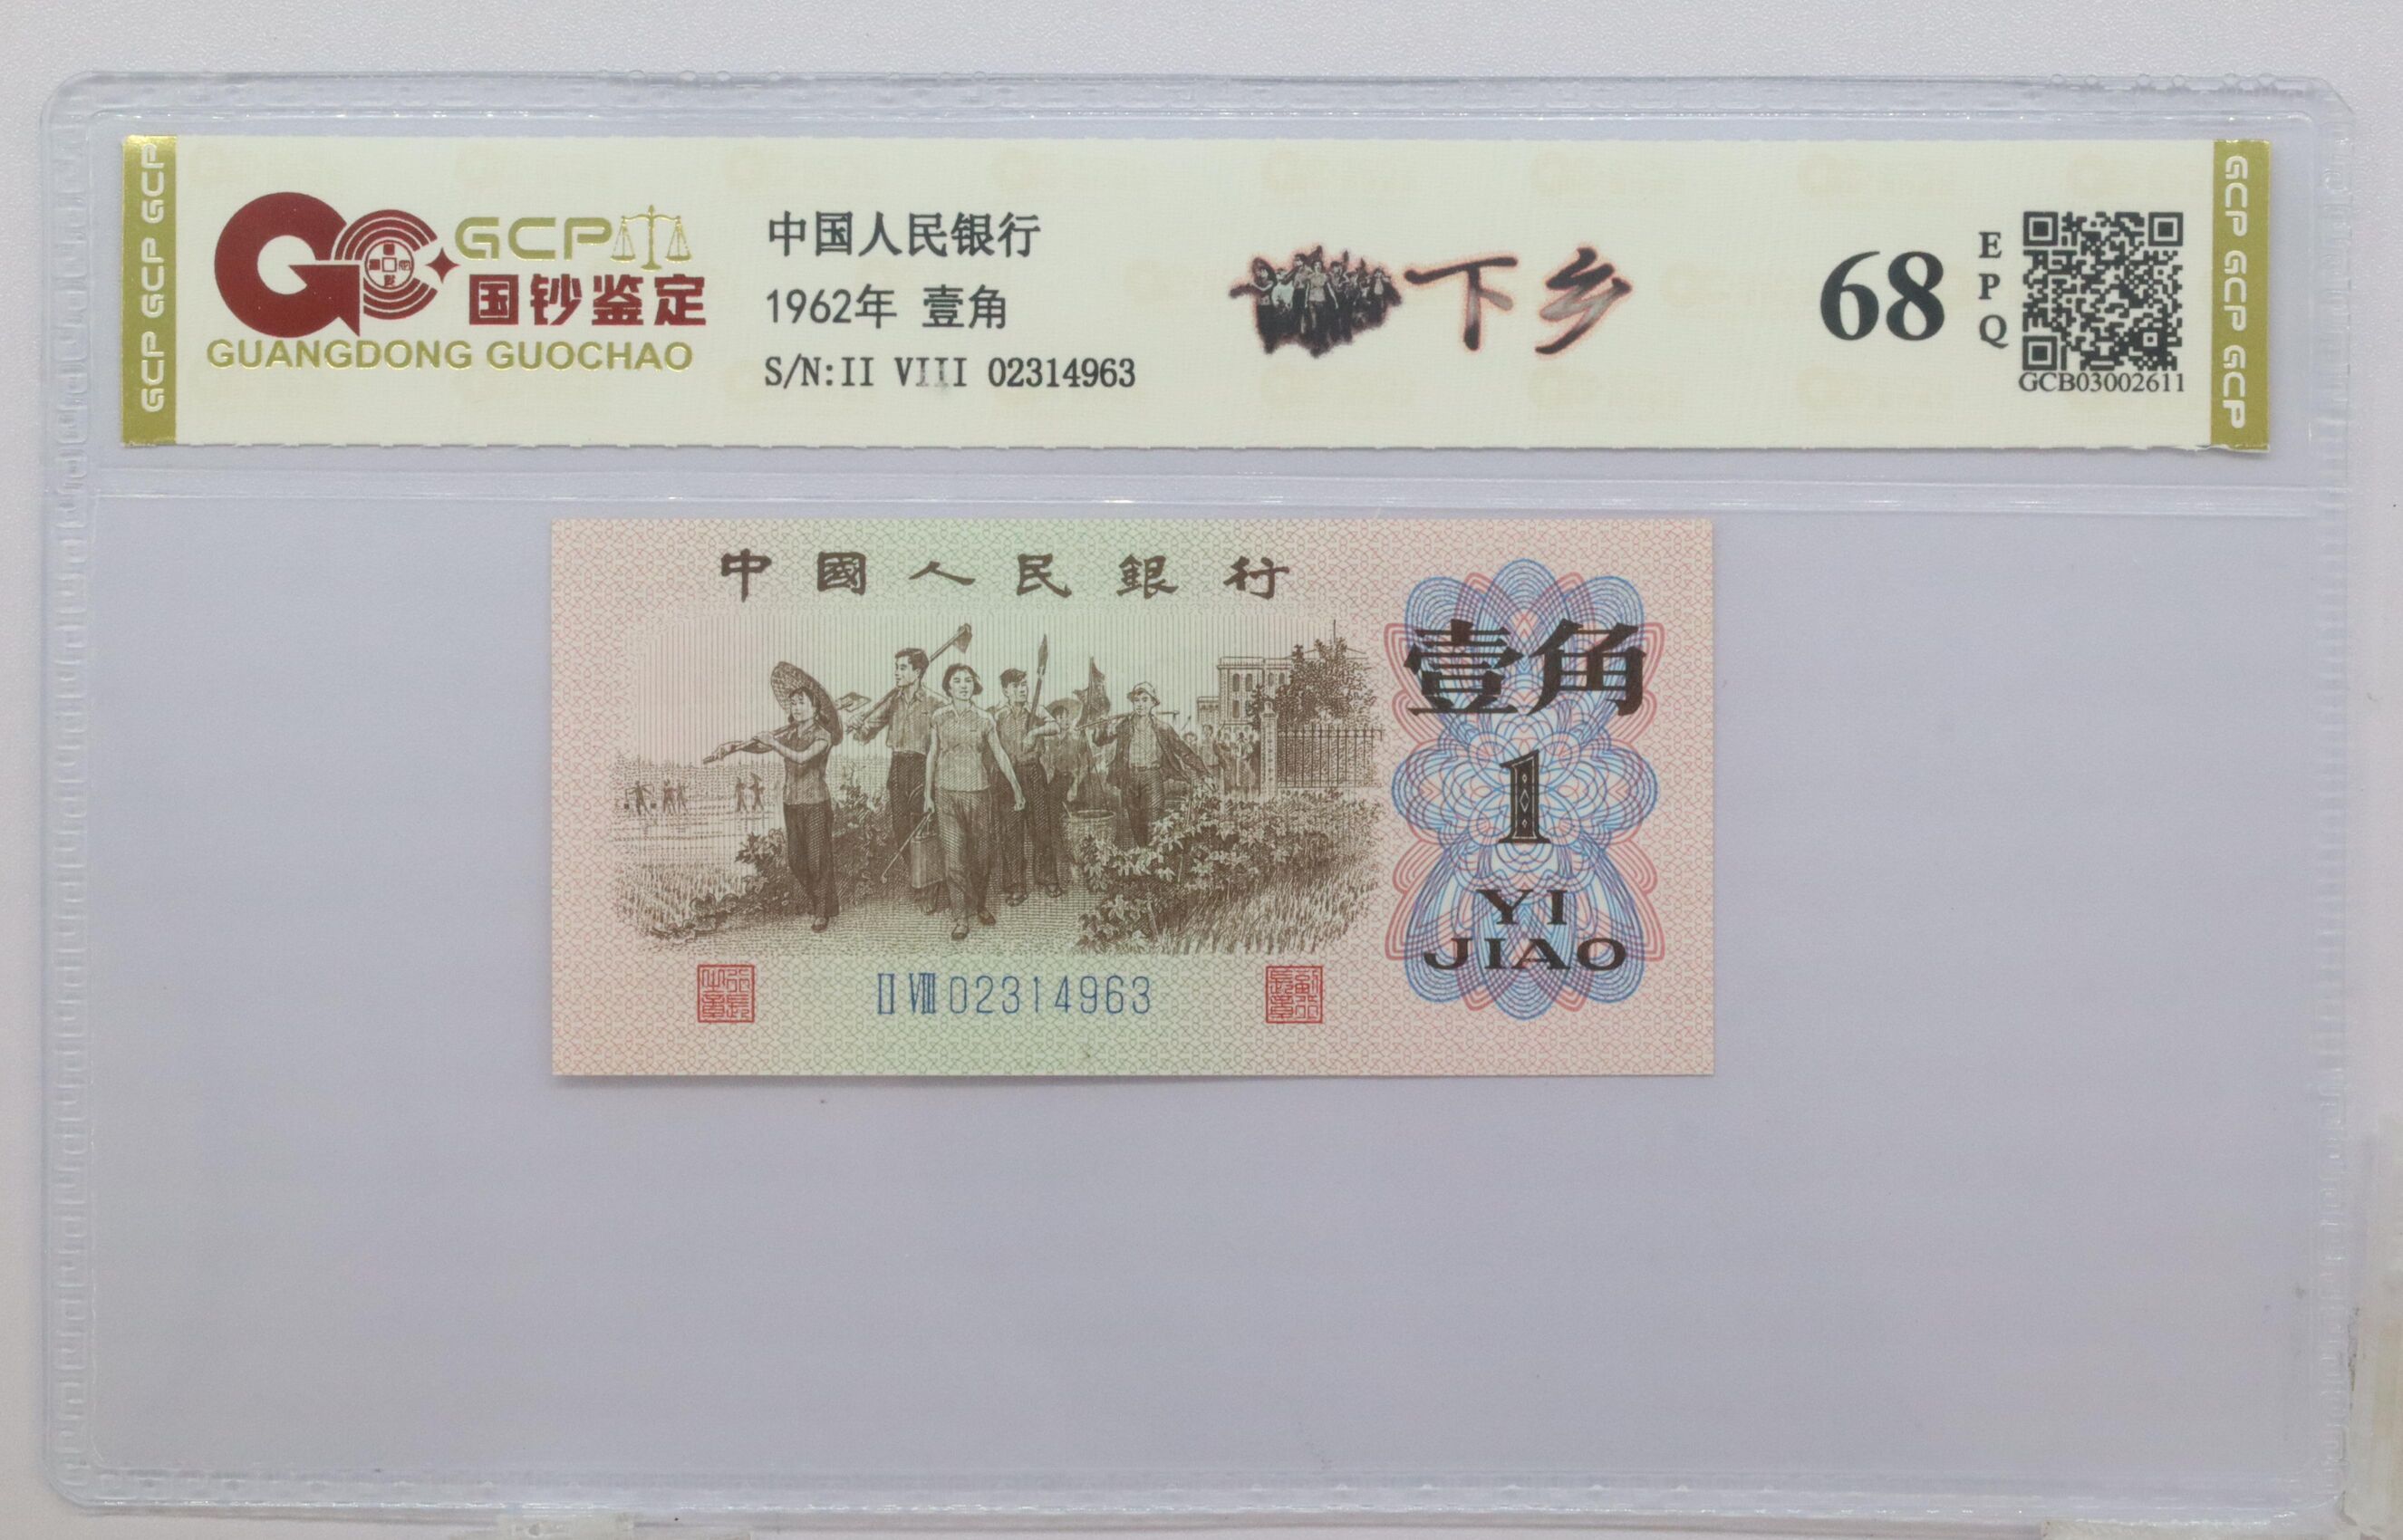 GCP GCP GCP
GCP
国钞鉴定
GUANGDONG GUOCHAO
中国人民银行
1962年 壹角
S/N:II VIII 02314963
下乡
68
EPQ
GCB03002611
GCP GCP GCP
中國人民銀行
壹角
1
YI
JIAO
II VIII 02314963